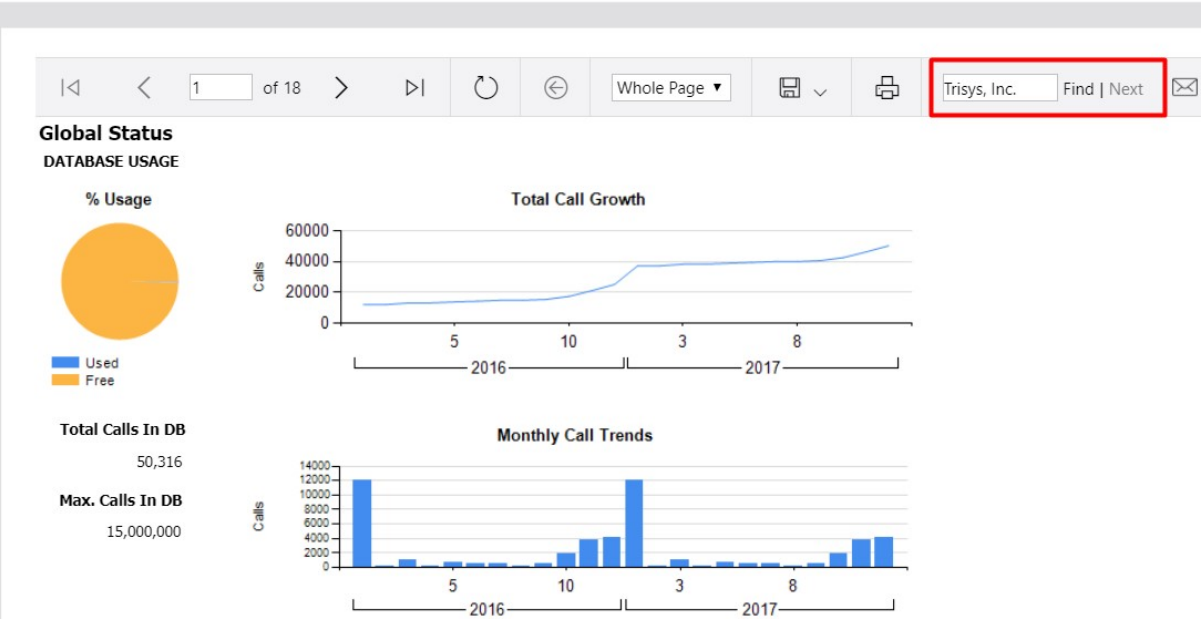 1 of 18 Whole Page Trisys, Inc. Find | Next
Global Status
DATABASE USAGE
% Usage
Used
Free
Total Calls In DB
50,316
Max. Calls In DB
15,000,000
Total Call Growth
60000
40000
20000
0
Calls
5 10 3 8
2016 2017
Monthly Call Trends
14000
12000
10000
8000
6000
4000
2000
0
Calls
5 10 3 8
2016 2017